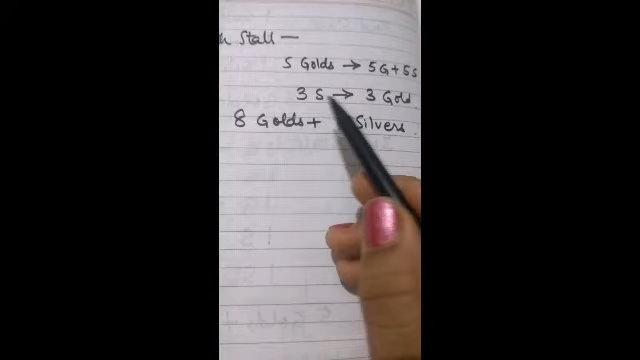 Stall —
5 Golds → 5G + 5S
3 S → 3 Gold
8 Golds + Silvers